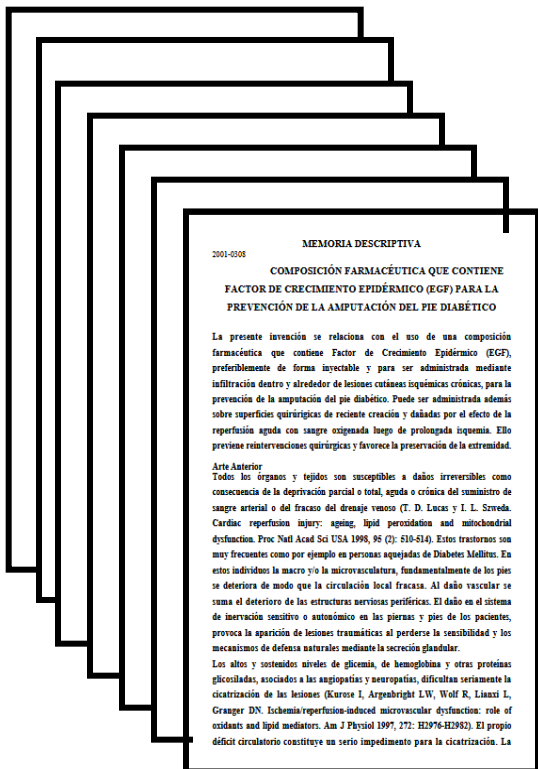 MEMORIA DESCRIPTIVA
2001-0308
COMPOSICIÓN FARMACÉUTICA QUE CONTIENE
FACTOR DE CRECIMIENTO EPIDÉRMICO (EGF) PARA LA
PREVENCIÓN DE LA AMPUTACIÓN DEL PIE DIABÉTICO
La presente invención se relaciona con el uso de una composición
farmacéutica que contiene Factor de Crecimiento Epidérmico (EGF),
preferiblemente de forma inyectable y para ser administrada mediante
infiltración dentro y alrededor de lesiones cutáneas isquémicas crónicas, para la
prevención de la amputación del pie diabético. Puede ser administrada además
sobre superficies quirúrigicas de reciente creación y dañadas por el efecto de la
reperfusión aguda con sangre oxigenada luego de prolongada isquemia. Ello
previene reintervenciones quirúrgicas y favorece la preservación de la extremidad.
Arte Anterior
Todos los órganos y tejidos son susceptibles a daños irreversibles como
consecuencia de la deprivación parcial o total, aguda o crónica del suministro de
sangre arterial o del fracaso del drenaje venoso (T. D. Lucas y I. L. Szweda.
Cardiac reperfusion injury: ageing, lipid peroxidation and mitochondrial
dysfunction. Proc Natl Acad Sci USA 1998, 95 (2): 510-514). Estos trastornos son
muy frecuentes como por ejemplo en personas aquejadas de Diabetes Mellitus. En
estos individuos la macro y/o la microvasculatura, fundamentalmente de los pies
se deteriora de modo que la circulación local fracasa. Al daño vascular se
suma el deterioro de las estructuras nerviosas periféricas. El daño en el sistema
de inervación sensitivo o autonómico en las piernas y pies de los pacientes,
provoca la aparición de lesiones traumáticas al perderse la sensibilidad y los
mecanismos de defensa naturales mediante la secreción glandular.
Los altos y sostenidos niveles de glicemia, de hemoglobina y otras proteínas
glicosiladas, asociados a las angiopatías y neuropatías, dificultan seriamente la
cicatrización de las lesiones (Kurose I, Argenbright LW, Wolf R, Lianxi L,
Granger DN. Ischemia/reperfusion-induced microvascular dysfunction: role of
oxidants and lipid mediators. Am J Physiol 1997, 272: H2976-H2982). El propio
déficit circulatorio constituye un serio impedimento para la cicatrización. La